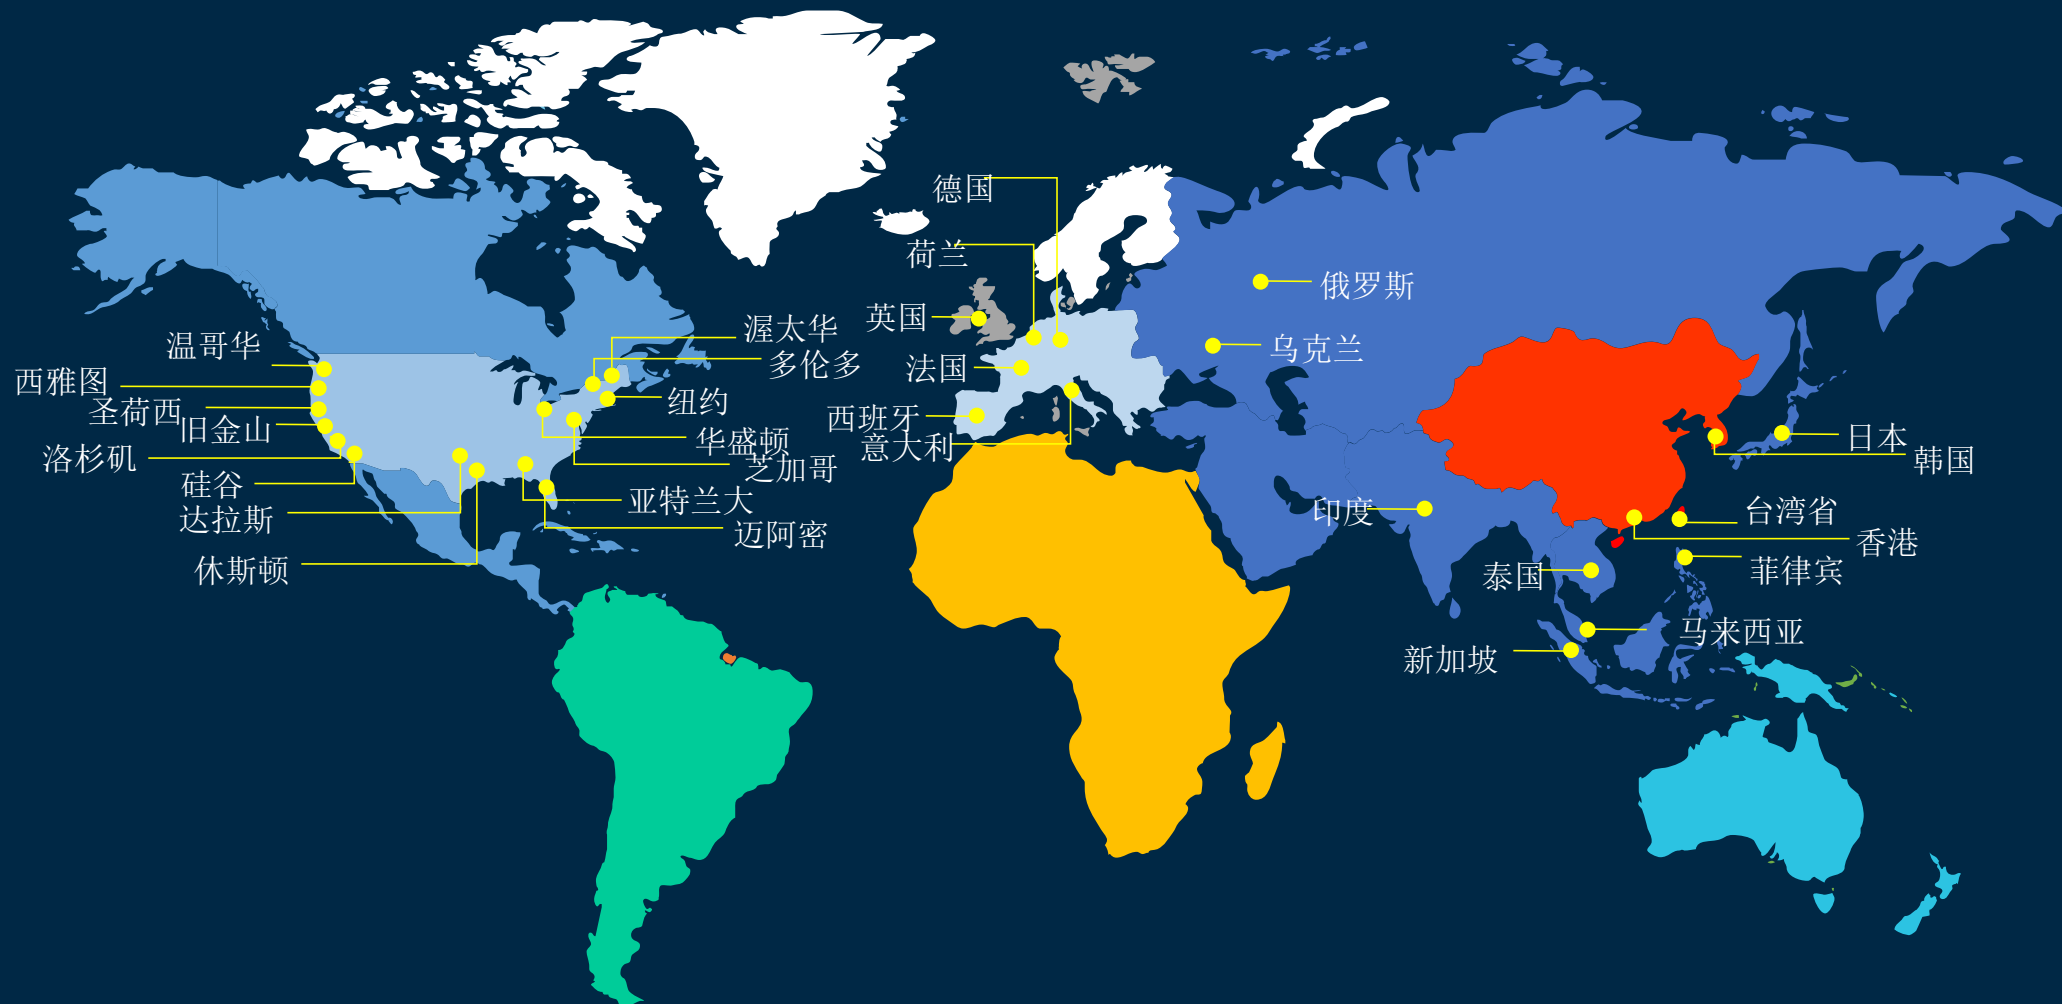 德国
荷兰
俄罗斯
英国
渥太华
温哥华
乌克兰
多伦多
法国
西雅图
纽约
圣荷西
西班牙
旧金山
日本
华盛顿
意大利
洛杉矶
韩国
芝加哥
硅谷
亚特兰大
印度
台湾省
达拉斯
迈阿密
香港
休斯顿
菲律宾
泰国
马来西亚
新加坡